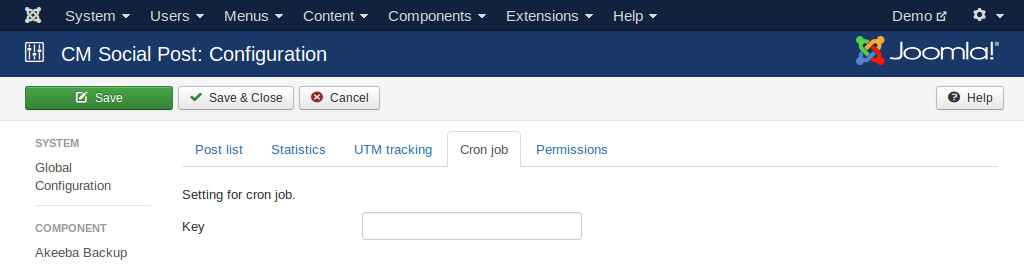 System Users Menus Content Components Extensions Help Demo
CM Social Post: Configuration Joomla!®
Save Save & Close Cancel Help
SYSTEM
Global
Configuration
COMPONENT
Akeeba Backup
Post list Statistics UTM tracking Cron job Permissions
Setting for cron job.
Key